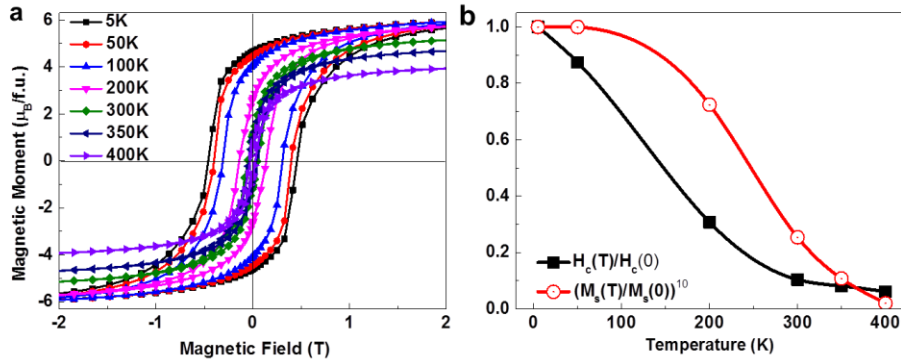 a
5K
50K
100K
200K
300K
350K
400K
Magnetic Moment (μB/f.u.)
6
4
2
0
-2
-4
-6
-2 -1 0 1 2
Magnetic Field (T)
b
1.0
0.8
0.6
0.4
0.2
0.0
0 100 200 300 400
Temperature (K)
Hc(T)/Hc(0)
(Ms(T)/Ms(0))10